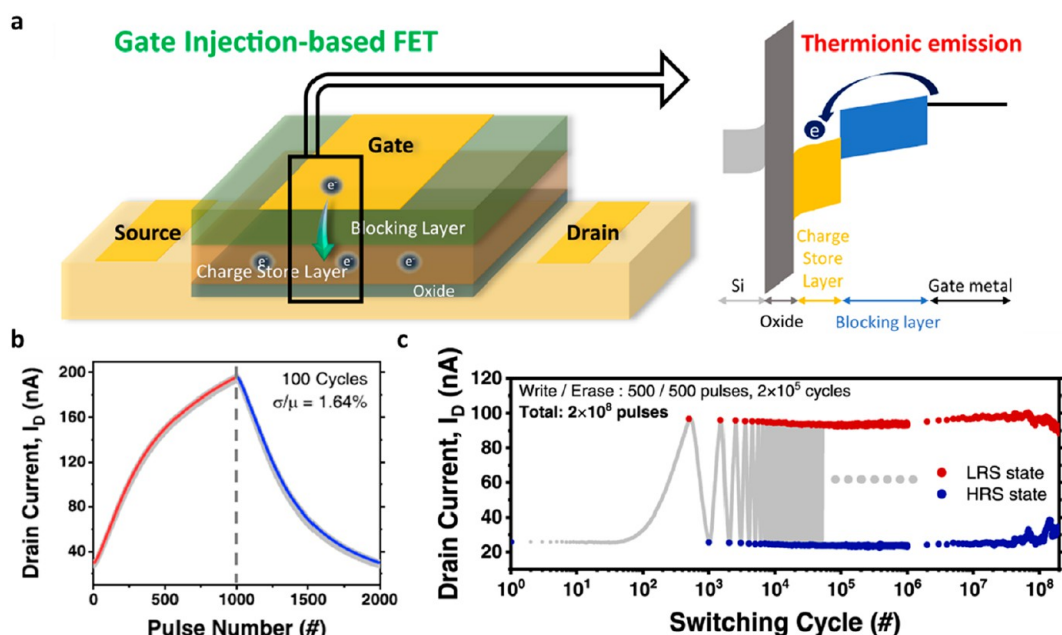 a
Gate Injection-based FET
Gate
e⁻
Source
Blocking Layer
Drain
e⁻
e⁻
e⁻
Charge Store Layer
Oxide
Thermionic emission
e
Charge
Store
Layer
Si
Gate metal
Oxide
Blocking layer
b
Drain Current, I_D (nA)
200
160
120
80
40
100 Cycles
σ/μ = 1.64%
0
500
1000
1500
2000
Pulse Number (#)
c
Drain Current, I_D (nA)
120
100
80
60
40
20
Write / Erase : 500 / 500 pulses, 2×10⁵ cycles
Total: 2×10⁸ pulses
LRS state
HRS state
10⁰
10¹
10²
10³
10⁴
10⁵
10⁶
10⁷
10⁸
Switching Cycle (#)